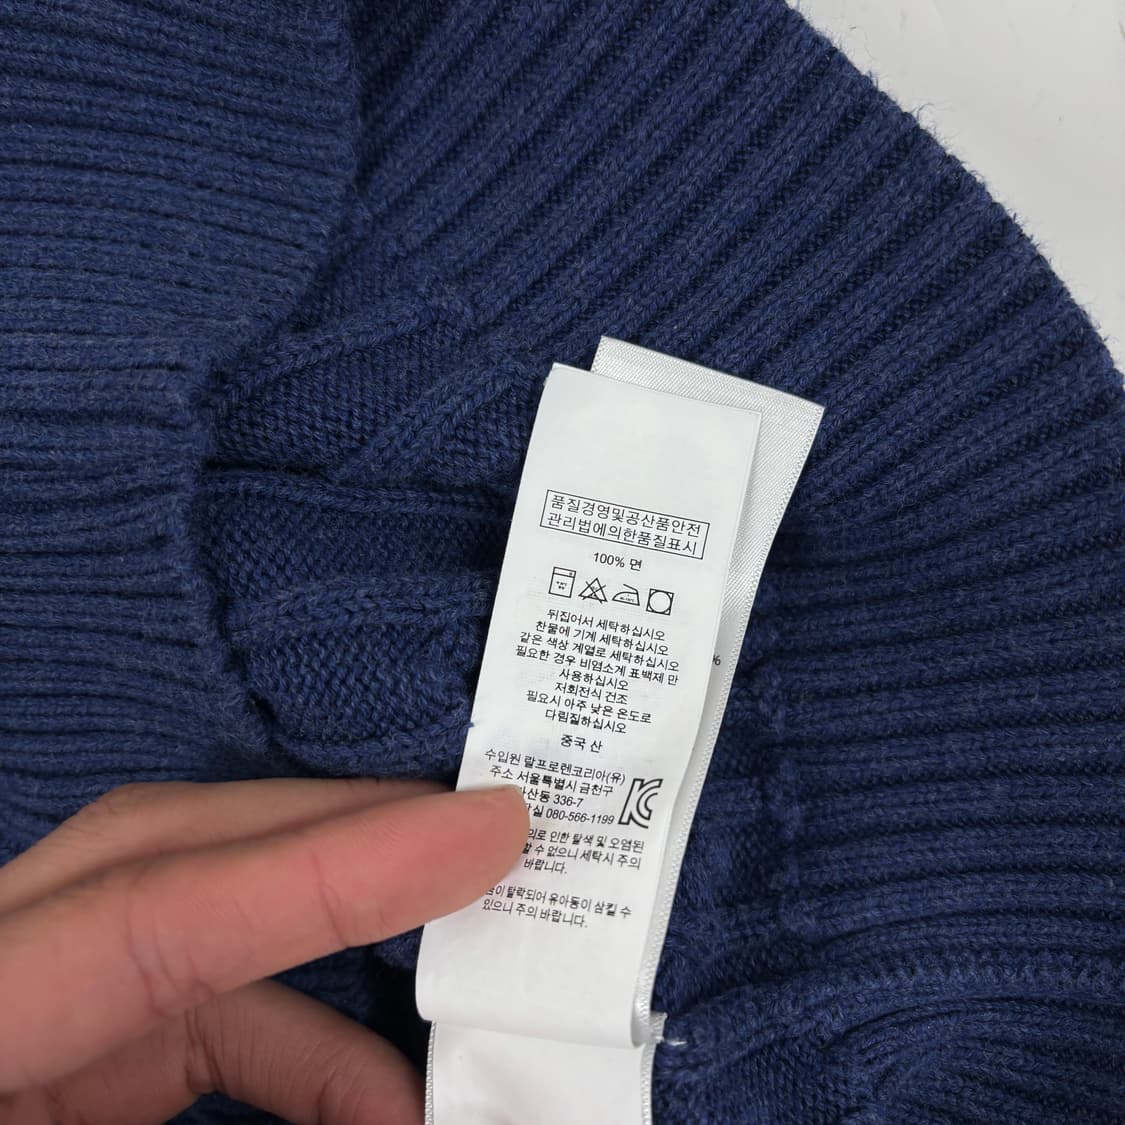 품질경영및공산품안전
관리법에의한품질표시
100% 면
뒤집어서 세탁하십시오
찬물에 기계 세탁하십시오
같은 색상 계열로 세탁하십시오
필요한 경우 비염소계 표백제 만
사용하십시오
저회전식 건조
필요시 아주 낮은 온도로
다림질하십시오
중국 산
수입원 랄프로렌코리아(유)
주소 서울특별시 금천구
가산동 336-7
실 080-566-1199
인한 탈색 및 오염된
수 없으니 세탁시 주의
바랍니다.
탈락되어 유아동이 삼킬 수
있으니 주의 바랍니다.
%